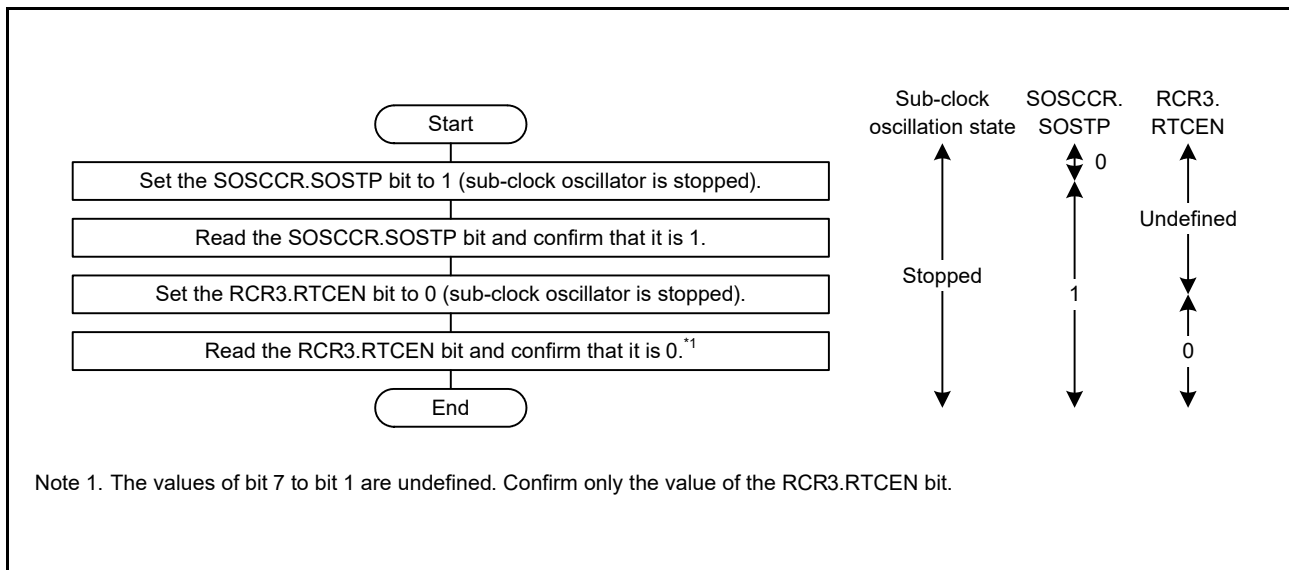 Start
Set the SOSCCR.SOSTP bit to 1 (sub-clock oscillator is stopped).
Read the SOSCCR.SOSTP bit and confirm that it is 1.
Set the RCR3.RTCEN bit to 0 (sub-clock oscillator is stopped).
Read the RCR3.RTCEN bit and confirm that it is 0.*1
End
Sub-clock
oscillation state
Stopped
SOSCCR.
SOSTP
0
1
RCR3.
RTCEN
Undefined
0
Note 1. The values of bit 7 to bit 1 are undefined. Confirm only the value of the RCR3.RTCEN bit.